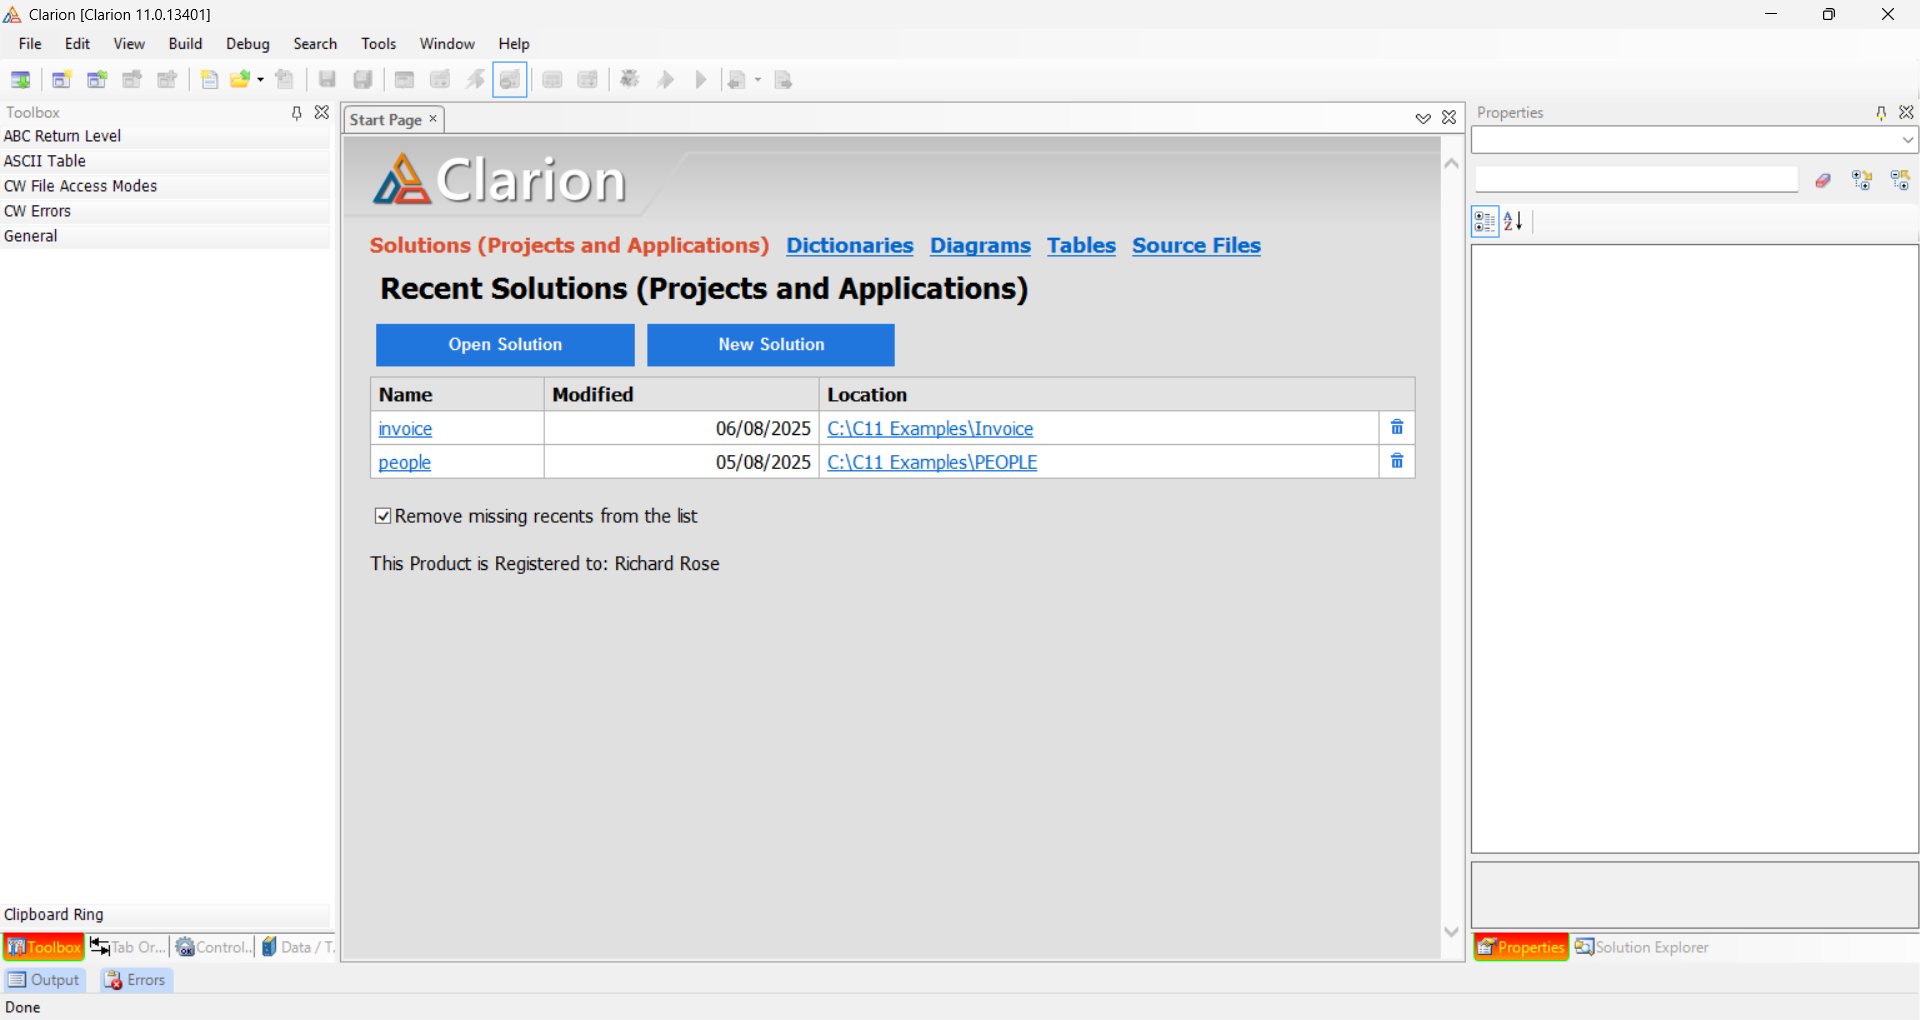 Clarion [Clarion 11.0.13401]
File Edit View Build Debug Search Tools Window Help
Toolbox
ABC Return Level
ASCII Table
CW File Access Modes
CW Errors
General
Clipboard Ring
Toolbox Tab Or... Control... Data / T...
Output Errors
Done
Start Page
Clarion
Solutions (Projects and Applications) Dictionaries Diagrams Tables Source Files
Recent Solutions (Projects and Applications)
Open Solution New Solution
Name Modified Location
invoice 06/08/2025 C:\C11 Examples\Invoice
people 05/08/2025 C:\C11 Examples\PEOPLE
Remove missing recents from the list
This Product is Registered to: Richard Rose
Properties
Properties Solution Explorer